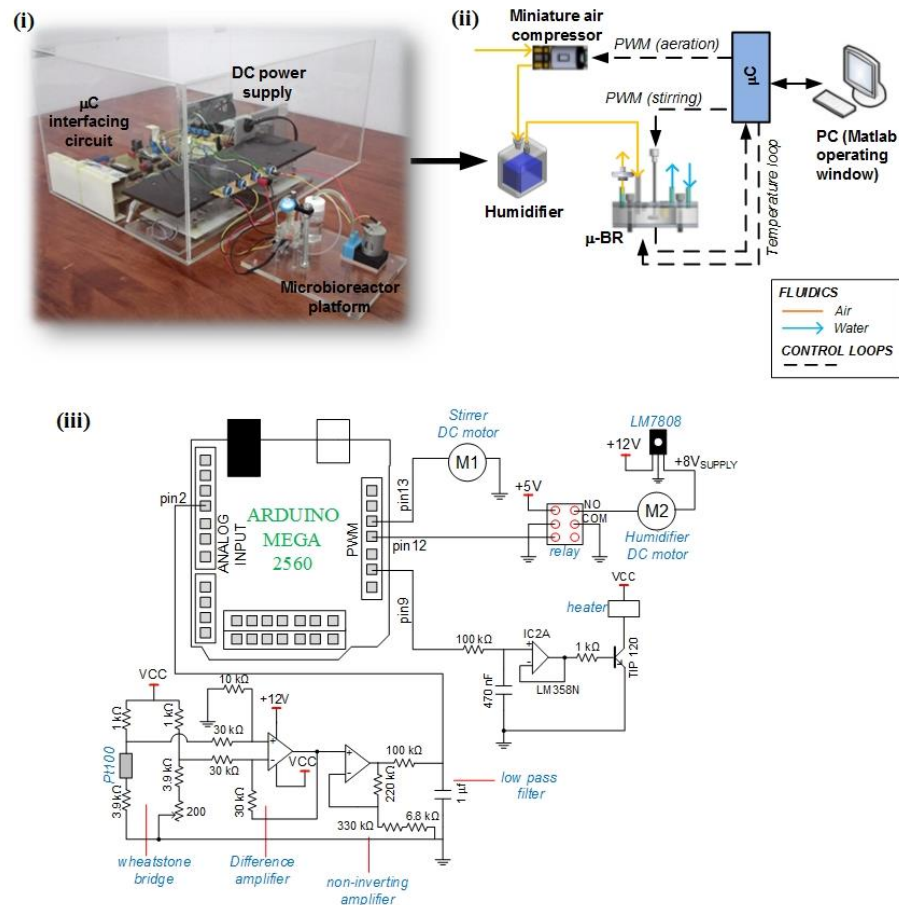 (i)
DC power
supply
μC
interfacing
circuit
Microbioreactor
platform
(ii)
Miniature air
compressor
PWM (aeration)
μC
PWM (stirring)
PC (Matlab
operating
window)
Humidifier
μ-BR
Temperature loop
FLUIDICS
Air
Water
CONTROL LOOPS
(iii)
Stirrer
DC motor
M1
LM7808
+12V
+8VSUPPLY
pin2
pin13
ANALOG
INPUT
ARDUINO
MEGA
2560
PWM
+5V
NO
COM
M2
pin12
relay
Humidifier
DC motor
pin9
VCC
heater
100 kΩ
IC2A
+
-
LM358N
1 kΩ
TIP 120
470 nF
VCC
10 kΩ
+12V
1 kΩ
1 kΩ
30 kΩ
+
-
VCC
30 kΩ
Pt100
3.9 kΩ
3.9 kΩ
200
30 kΩ
+
-
100 kΩ
220 kΩ
330 kΩ
6.8 kΩ
1 μf
low pass
filter
wheatstone
bridge
Difference
amplifier
non-inverting
amplifier